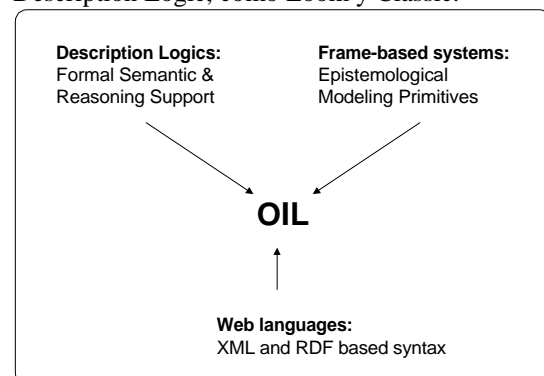 Description Logic, como Loom y Classic.
Description Logics:
Formal Semantic &
Reasoning Support
Frame-based systems:
Epistemological
Modeling Primitives
OIL
Web languages:
XML and RDF based syntax